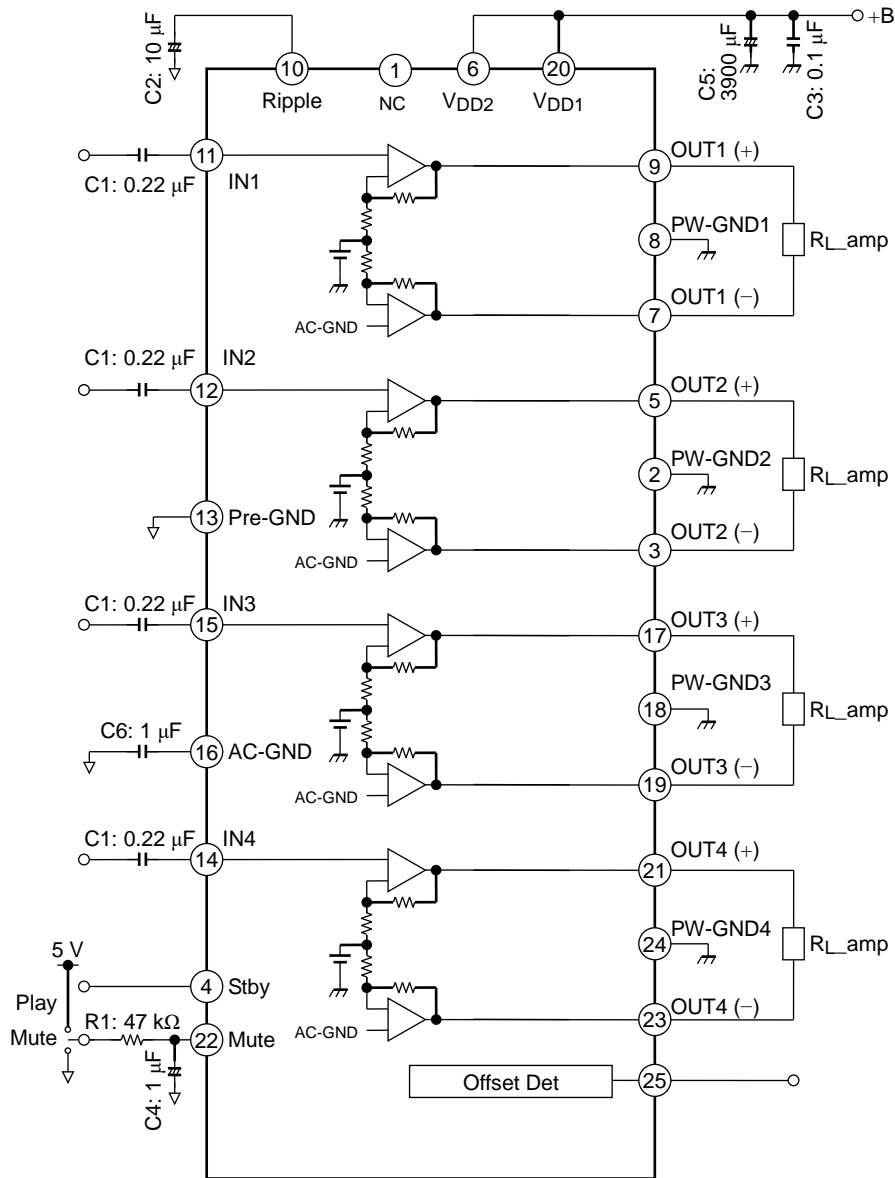 +B
C2: 10 µF
C5: 3900 µF
C3: 0.1 µF
10
1
6
20
Ripple
NC
VDD2
VDD1
11
IN1
C1: 0.22 µF
9
OUT1 (+)
PW-GND1
8
RL_amp
OUT1 (−)
7
AC-GND
C1: 0.22 µF
IN2
12
OUT2 (+)
5
PW-GND2
2
RL_amp
13
Pre-GND
OUT2 (−)
3
AC-GND
C1: 0.22 µF
IN3
15
OUT3 (+)
17
PW-GND3
18
RL_amp
C6: 1 µF
16
AC-GND
OUT3 (−)
19
AC-GND
C1: 0.22 µF
IN4
14
OUT4 (+)
21
PW-GND4
24
RL_amp
5 V
Play
4
Stby
OUT4 (−)
23
AC-GND
Mute
R1: 47 kΩ
22
Mute
C4: 1 µF
Offset Det
25